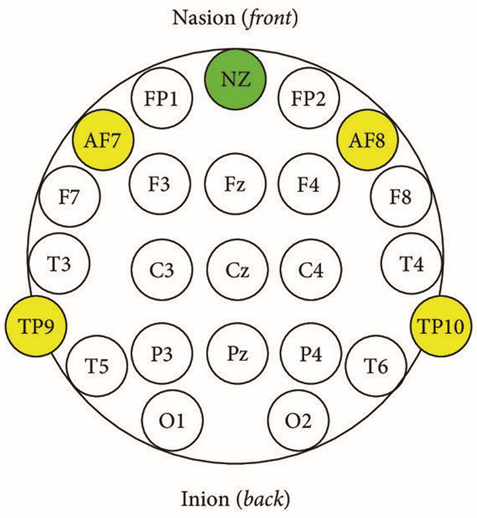 Nasion (front)
NZ
FP1 FP2
AF7 AF8
F7 F3 Fz F4 F8
T3 C3 Cz C4 T4
TP9 TP10
T5 P3 Pz P4 T6
O1 O2
Inion (back)